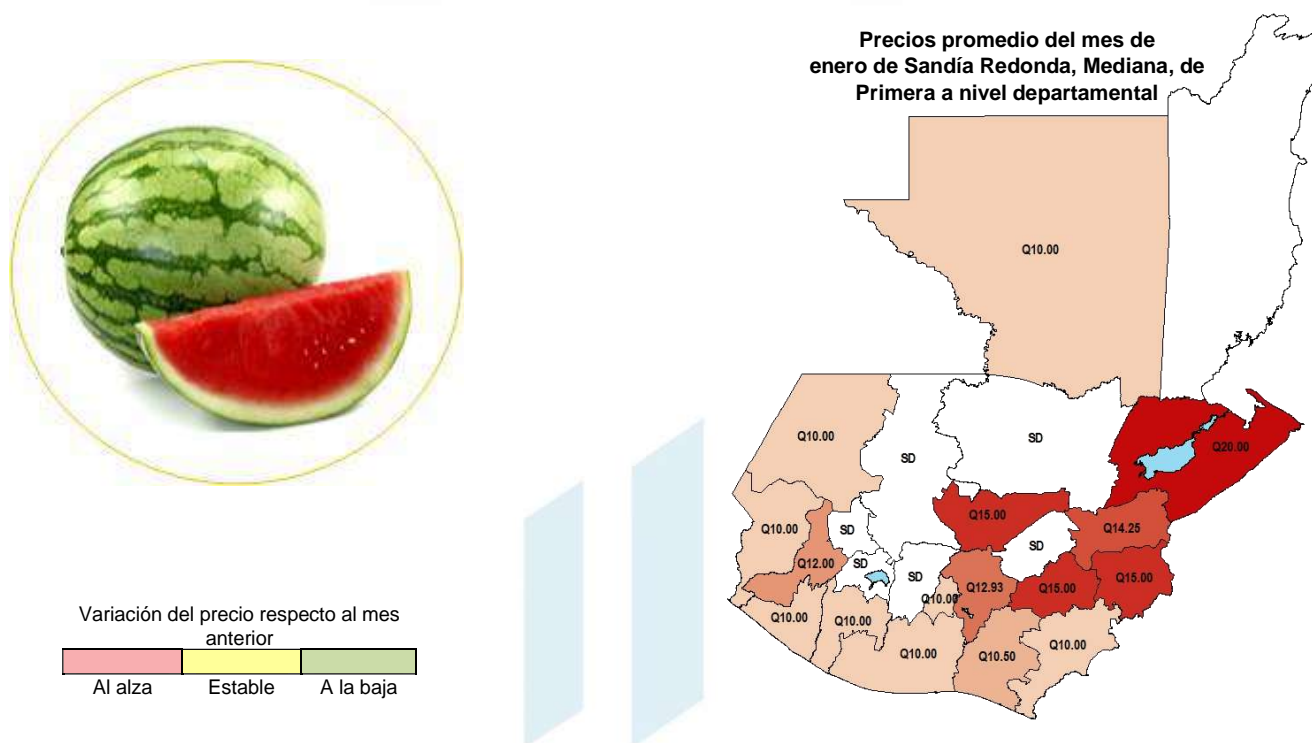 Precios promedio del mes de
enero de Sandía Redonda, Mediana, de
Primera a nivel departamental
Q10.00
Q10.00
SD
SD
Q20.00
Q10.00
Q15.00
Q14.25
SD
SD
Q12.00
SD
SD
Q12.93
Q15.00
Q15.00
Q10.00
Q10.00
Q10.00
Q10.00
Q10.50
Q10.00
Variación del precio respecto al mes
anterior
Al alza
Estable
A la baja